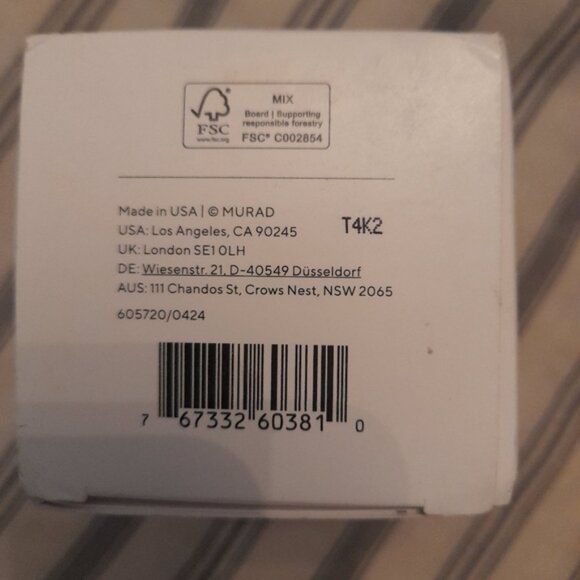 MIX
Board | Supporting
responsible forestry
FSC® C002854
FSC
www.fsc.org
Made in USA | © MURAD
USA: Los Angeles, CA 90245
T4K2
UK: London SE1 0LH
DE: Wiesenstr. 21, D-40549 Düsseldorf
AUS: 111 Chandos St, Crows Nest, NSW 2065
605720/0424
7 67332 60381 0